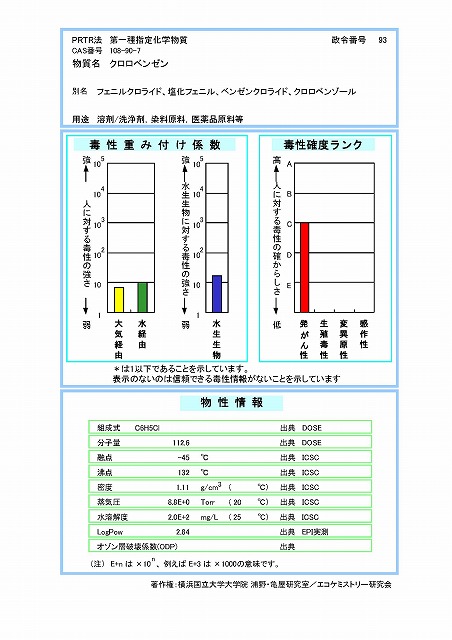 PRTR法 第一種指定化学物質 政令番号 93
CAS番号 108-90-7
物質名 クロロベンゼン
別名 フェニルクロライド、塩化フェニル、ベンゼンクロライド、クロロベンゾール
用途 溶剤/洗浄剤，染料原料，医薬品原料等
毒性重み付け係数
強
人に対する毒性の強さ
弱
10^5
10^4
10^3
10^2
10
1
大気経由
水経由
強
水生生物に対する毒性の強さ
弱
10^5
10^4
10^3
10^2
10
1
水生生物
毒性確度ランク
高
人に対する毒性の確からしさ
低
A
B
C
D
E
発がん性
生殖毒性
変異原性
感作性
＊は1以下であることを示しています。
表示のないのは信頼できる毒性情報がないことを示しています
物性情報
組成式 C6H5Cl 出典 DOSE
分子量 112.6 出典 DOSE
融点 -45 ℃ 出典 ICSC
沸点 132 ℃ 出典 ICSC
密度 1.11 g/cm3 ( ℃) 出典 ICSC
蒸気圧 8.8E+0 Torr (20 ℃) 出典 ICSC
水溶解度 2.0E+2 mg/L (25 ℃) 出典 ICSC
LogPow 2.84 出典 EPI実測
オゾン層破壊係数(ODP) 出典
（注） E+n は ×10^n、例えば E+3 は ×1000の意味です。
著作権：横浜国立大学大学院 浦野・亀屋研究室／エコケミストリー研究会